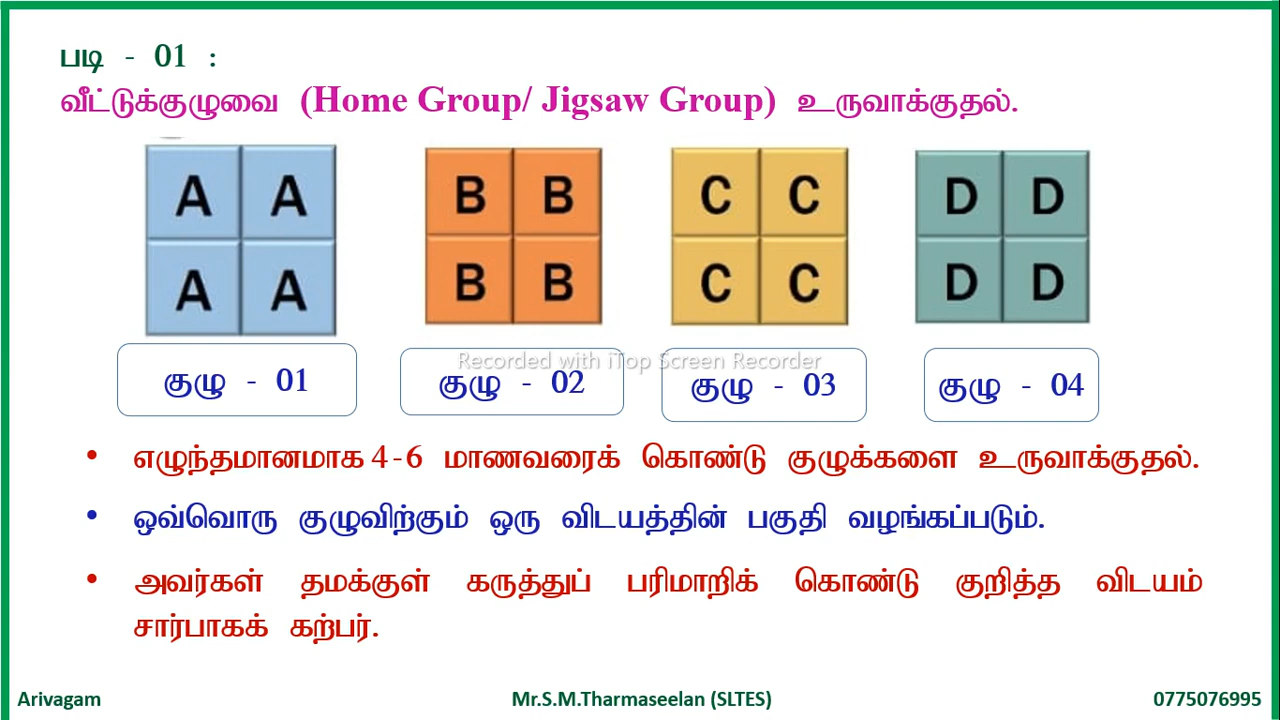 படி - 01 :
வீட்டுக்குழுவை (Home Group/ Jigsaw Group) உருவாக்குதல்.
A A B B C C D D
A A B B C C D D
Recorded with iTop Screen Recorder
குழு - 01 குழு - 02 குழு - 03 குழு - 04
• எழுந்தமானமாக 4-6 மாணவரைக் கொண்டு குழுக்களை உருவாக்குதல்.
• ஒவ்வொரு குழுவிற்கும் ஒரு விடயத்தின் பகுதி வழங்கப்படும்.
• அவர்கள் தமக்குள் கருத்துப் பரிமாறிக் கொண்டு குறித்த விடயம்
சார்பாகக் கற்பர்.
Arivagam Mr.S.M.Tharmaseelan (SLTES) 0775076995